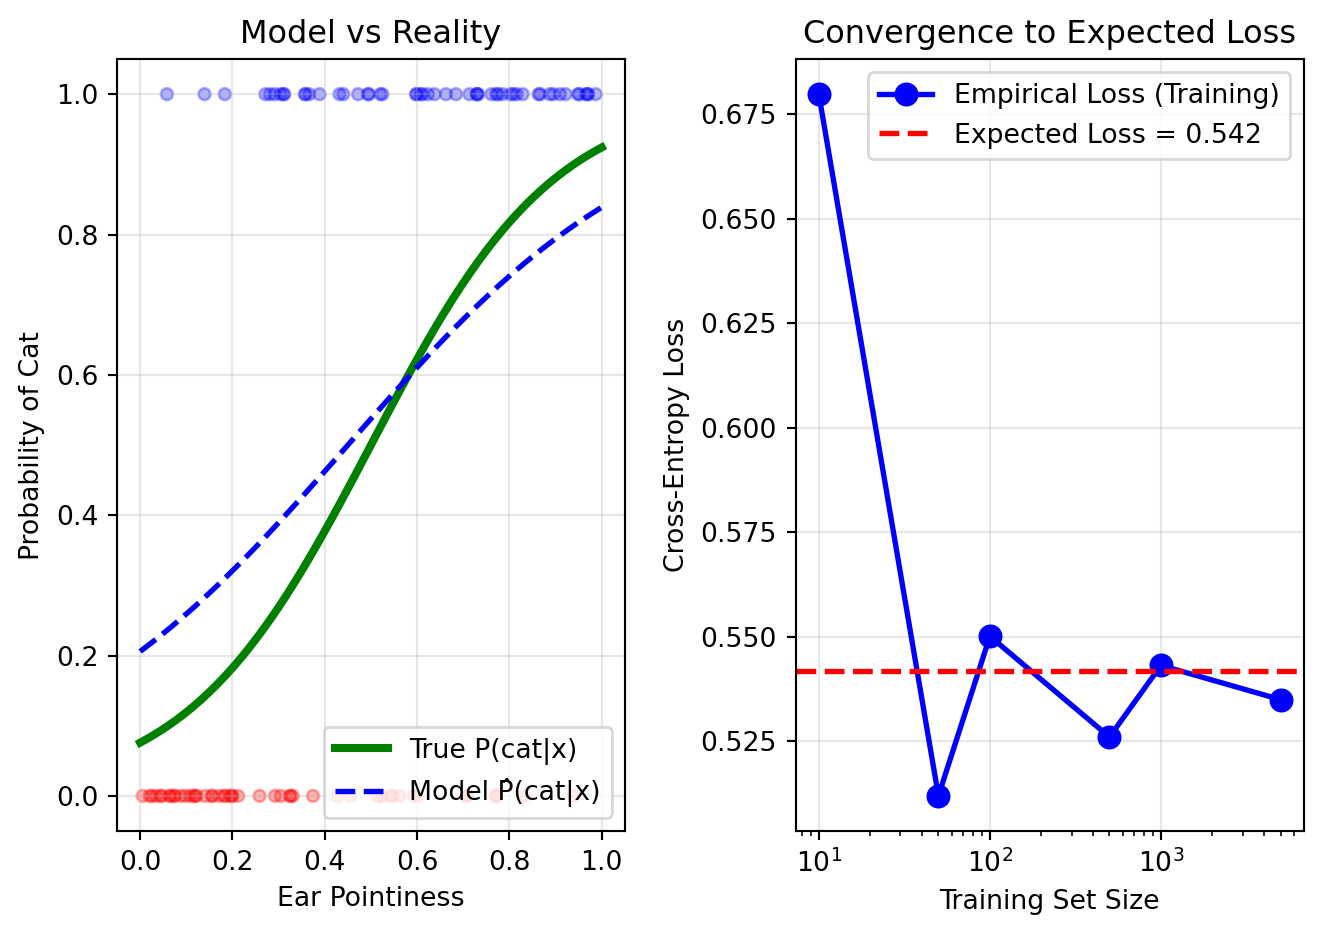 Model vs Reality
Probability of Cat
1.0
0.8
0.6
0.4
0.2
0.0
True P(cat|x)
Model P̂(cat|x)
0.0 0.2 0.4 0.6 0.8 1.0
Ear Pointiness
Convergence to Expected Loss
Cross-Entropy Loss
0.675
0.650
0.625
0.600
0.575
0.550
0.525
Empirical Loss (Training)
Expected Loss = 0.542
10¹ 10² 10³
Training Set Size